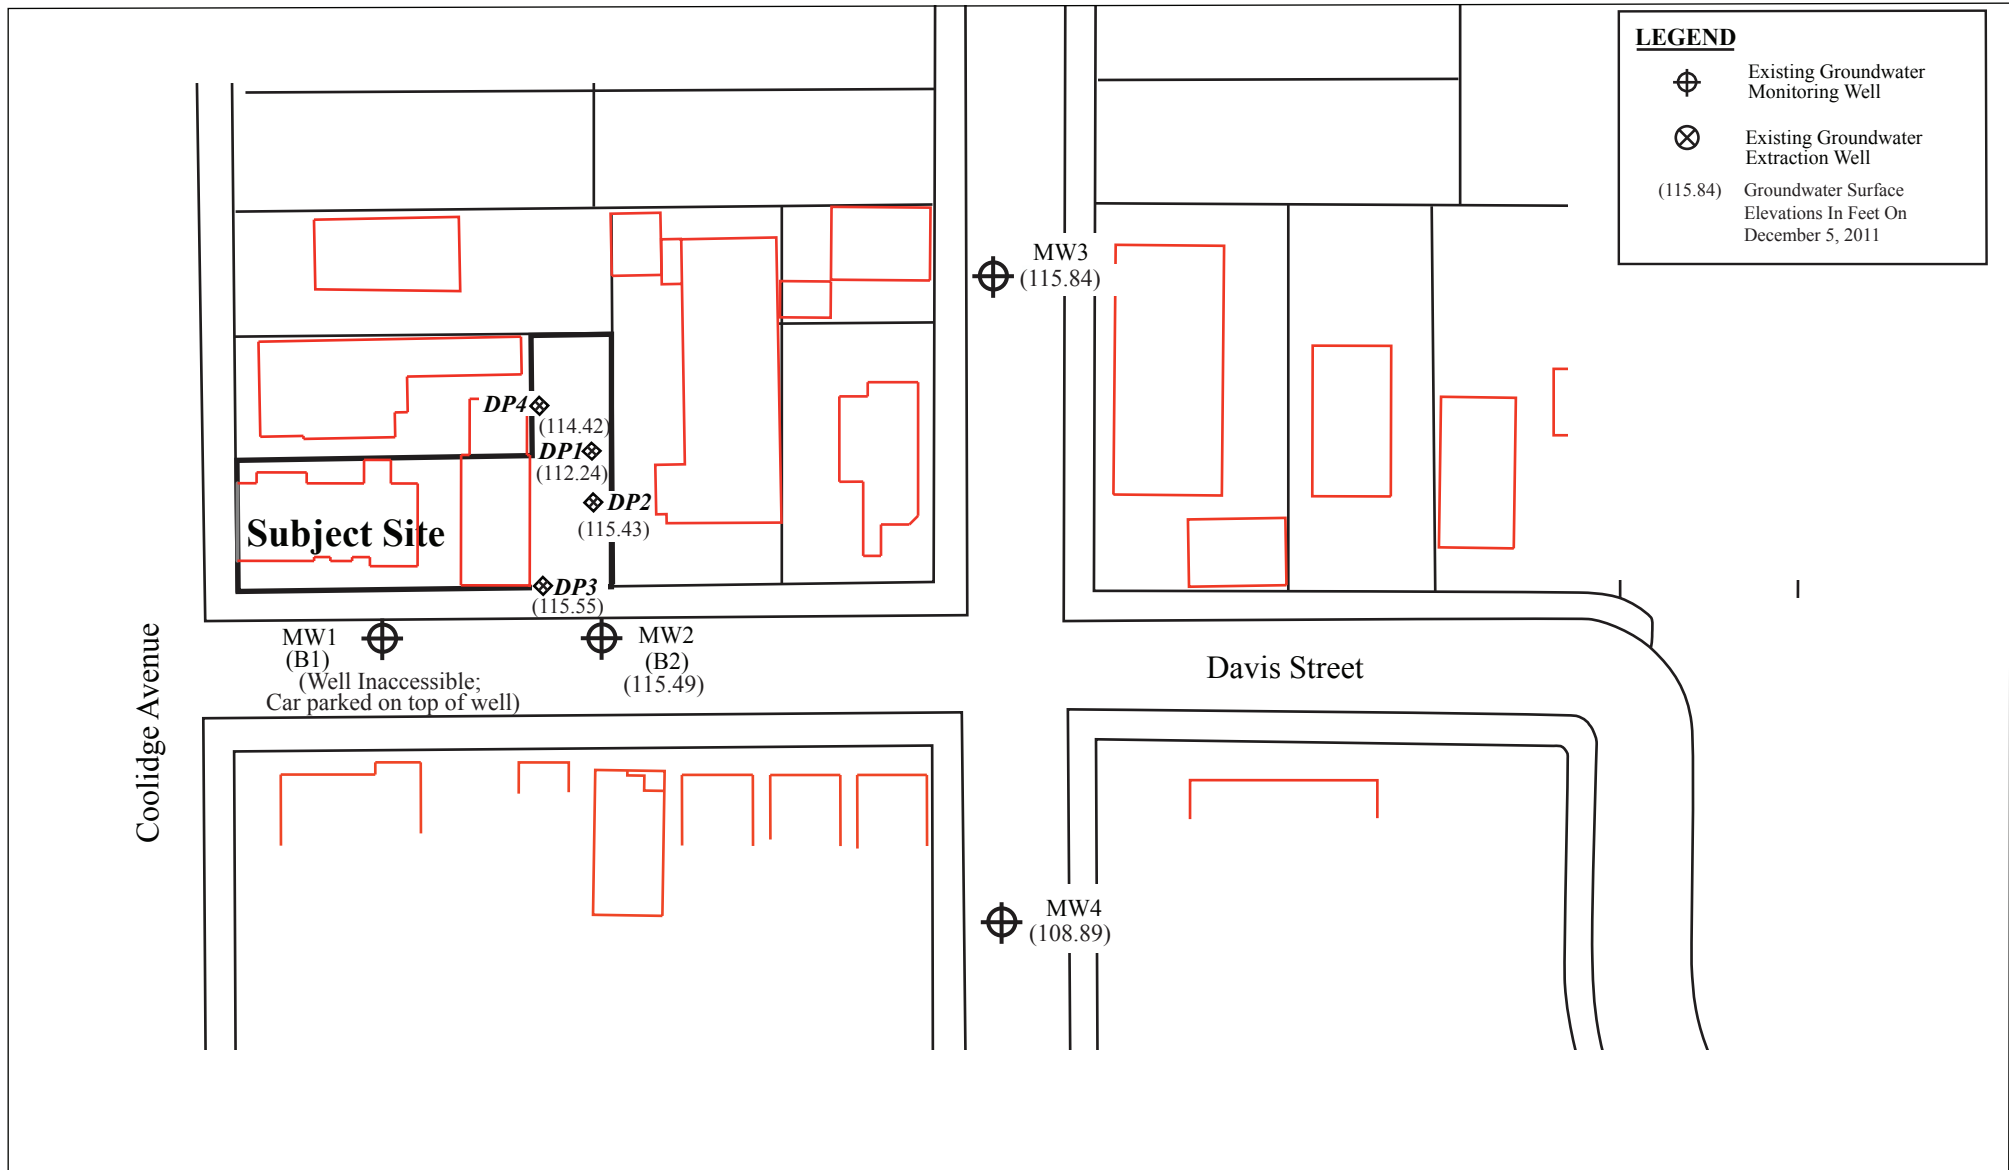 LEGEND
Existing Groundwater
Monitoring Well
Existing Groundwater
Extraction Well
(115.84) Groundwater Surface
Elevations In Feet On
December 5, 2011
MW3
(115.84)
DP4
(114.42)
DP1
(112.24)
DP2
(115.43)
Subject Site
DP3
(115.55)
MW1
(B1)
(Well Inaccessible;
Car parked on top of well)
MW2
(B2)
(115.49)
Davis Street
Coolidge Avenue
MW4
(108.89)